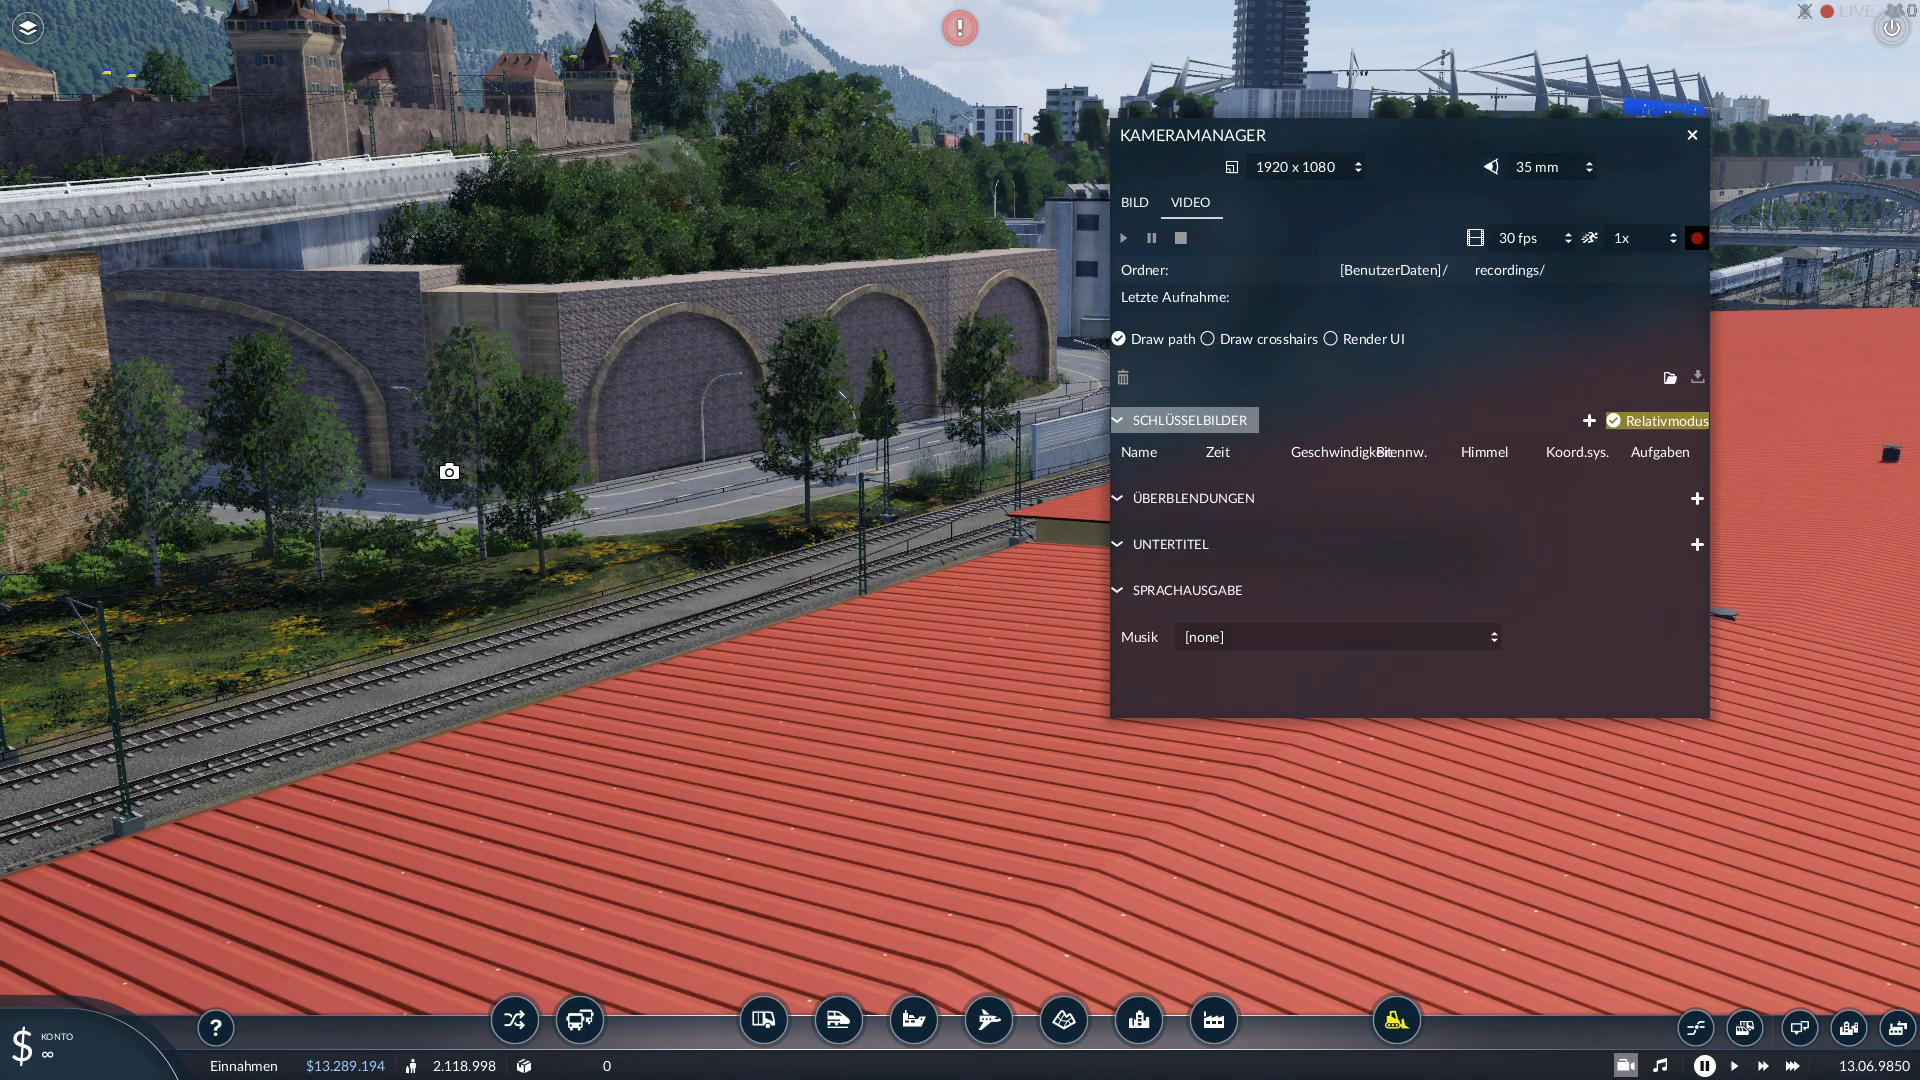 LIVE 0
KAMERAMANAGER
1920 x 1080 35 mm
BILD VIDEO
30 fps 1x
Ordner: [BenutzerDaten]/ recordings/
Letzte Aufnahme:
Draw path Draw crosshairs Render UI
SCHLÜSSELBILDER Relativmodus
Name Zeit Geschwindigkeit Brennw. Himmel Koord.sys. Aufgaben
ÜBERBLENDUNGEN
UNTERTITEL
SPRACHAUSGABE
Musik [none]
?
$ KONTO
∞
Einnahmen $13.289.194 2.118.998 0 13.06.9850